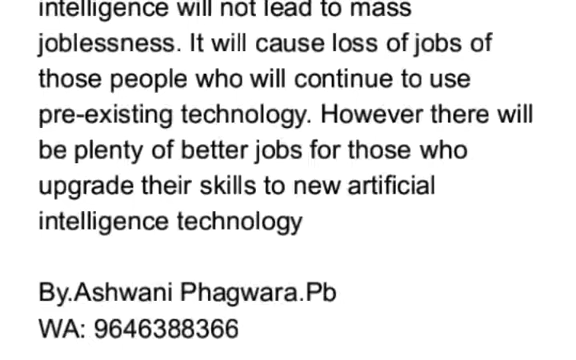 intelligence will not lead to mass
joblessness. It will cause loss of jobs of
those people who will continue to use
pre-existing technology. However there will
be plenty of better jobs for those who
upgrade their skills to new artificial
intelligence technology
By.Ashwani Phagwara.Pb
WA: 9646388366